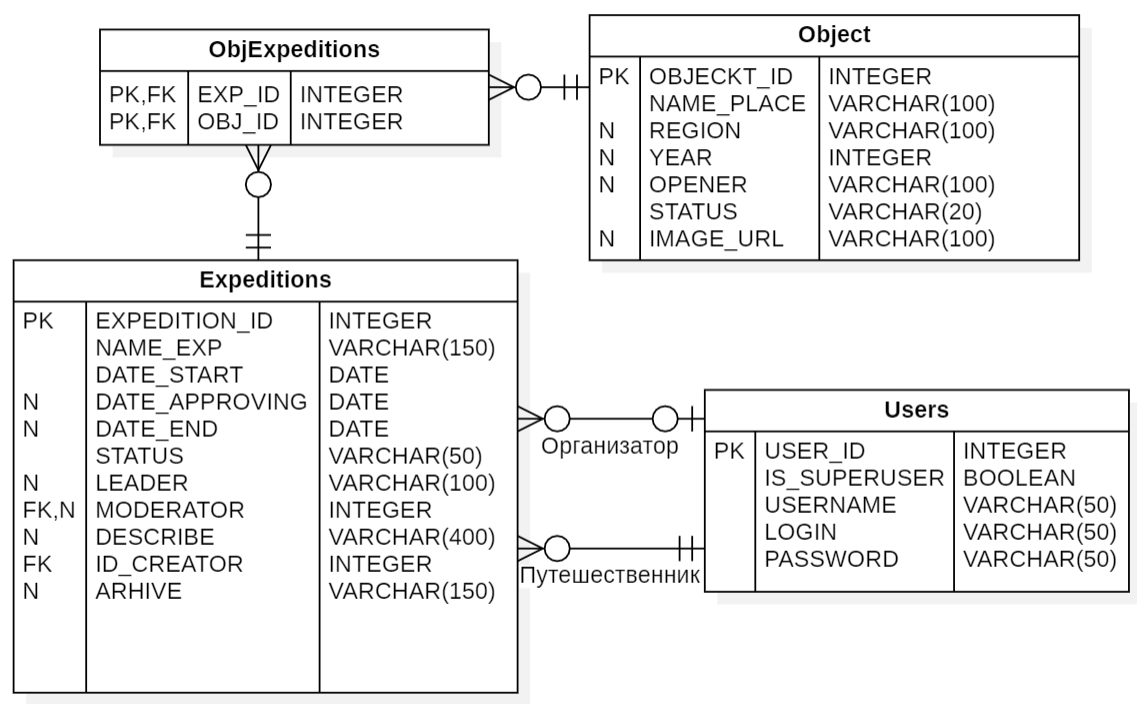 ObjExpeditions
PK,FK EXP_ID INTEGER
PK,FK OBJ_ID INTEGER
Object
PK OBJECKT_ID INTEGER
NAME_PLACE VARCHAR(100)
N REGION VARCHAR(100)
N YEAR INTEGER
N OPENER VARCHAR(100)
STATUS VARCHAR(20)
N IMAGE_URL VARCHAR(100)
Expeditions
PK EXPEDITION_ID INTEGER
NAME_EXP VARCHAR(150)
DATE_START DATE
N DATE_APPROVING DATE
N DATE_END DATE
STATUS VARCHAR(50)
N LEADER VARCHAR(100)
FK,N MODERATOR INTEGER
N DESCRIBE VARCHAR(400)
FK ID_CREATOR INTEGER
N ARHIVE VARCHAR(150)
Организатор
Путешественник
Users
PK USER_ID INTEGER
IS_SUPERUSER BOOLEAN
USERNAME VARCHAR(50)
LOGIN VARCHAR(50)
PASSWORD VARCHAR(50)